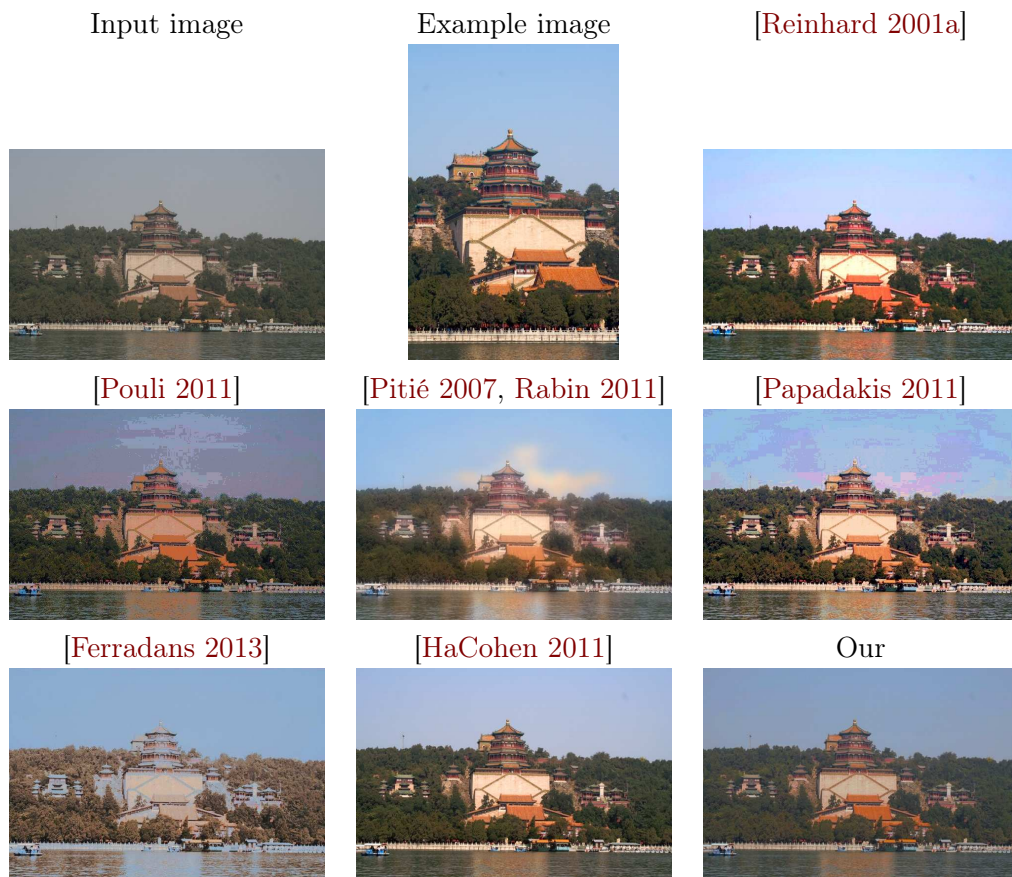 Input image
Example image
[Reinhard 2001a]
[Pouli 2011]
[Pitié 2007, Rabin 2011]
[Papadakis 2011]
[Ferradans 2013]
[HaCohen 2011]
Our